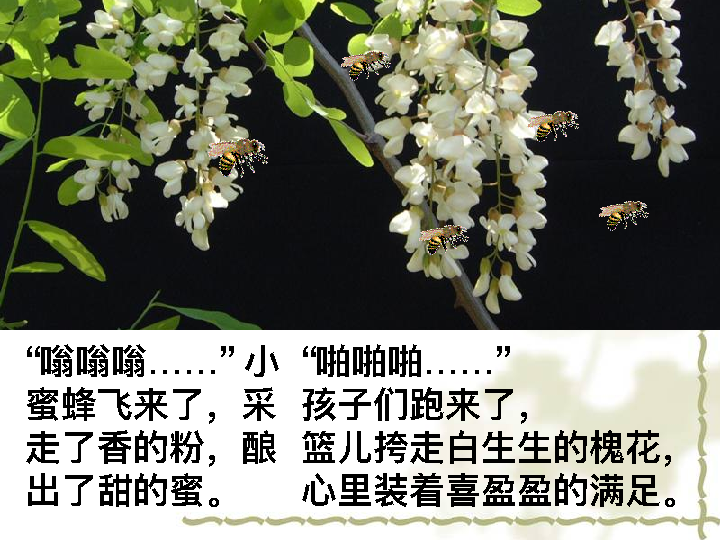 “嗡嗡嗡……” 小
蜜蜂飞来了，采
走了香的粉，酿
出了甜的蜜。
“啪啪啪……”
孩子们跑来了，
篮儿挎走白生生的槐花，
心里装着喜盈盈的满足。